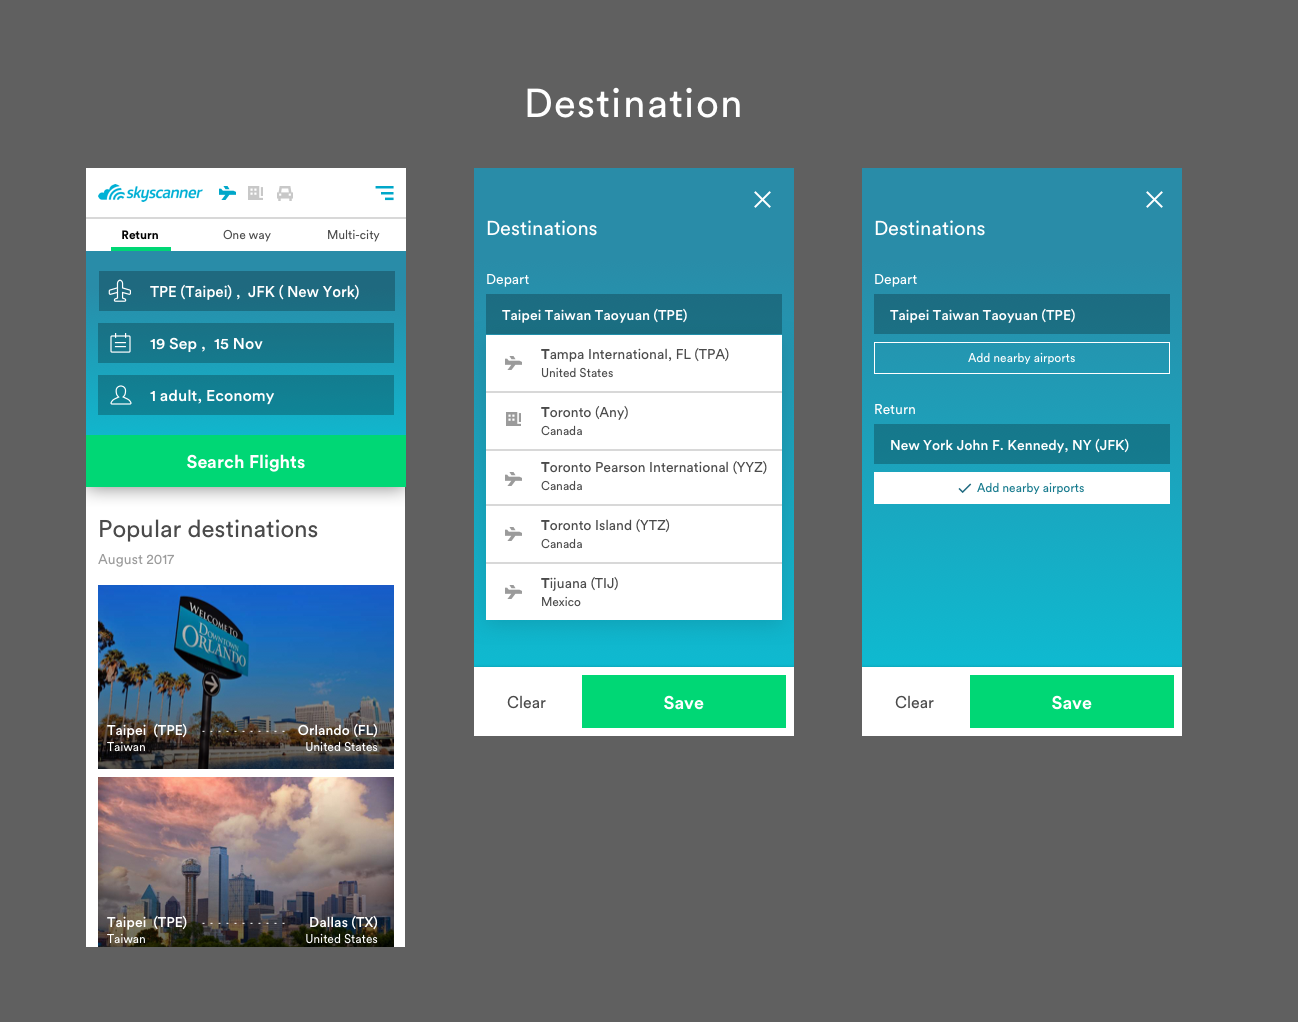 Destination
skyscanner
Return
One way
Multi-city
TPE (Taipei) ,  JFK ( New York)
19 Sep ,  15 Nov
1 adult, Economy
Search Flights
Popular destinations
August 2017
WELCOME TO
DOWNTOWN
ORLANDO
Taipei  (TPE)
Orlando (FL)
Taiwan
United States
Taipei  (TPE)
Dallas (TX)
Taiwan
United States
Destinations
Depart
Taipei Taiwan Taoyuan (TPE)
Tampa International, FL (TPA)
United States
Toronto (Any)
Canada
Toronto Pearson International (YYZ)
Canada
Toronto Island (YTZ)
Canada
Tijuana (TIJ)
Mexico
Clear
Save
Destinations
Depart
Taipei Taiwan Taoyuan (TPE)
Add nearby airports
Return
New York John F. Kennedy, NY (JFK)
Add nearby airports
Clear
Save